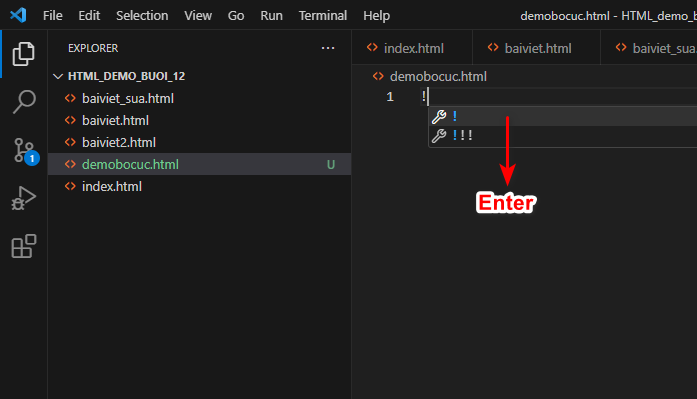 File Edit Selection View Go Run Terminal Help demobocuc.html - HTML_demo_b
EXPLORER ···
index.html baiviet.html baiviet_sua
HTML_DEMO_BUOI_12
demobocuc.html
baiviet_sua.html
1 !
baiviet.html
!
baiviet2.html
!!!
demobocuc.html U
index.html
1
Enter